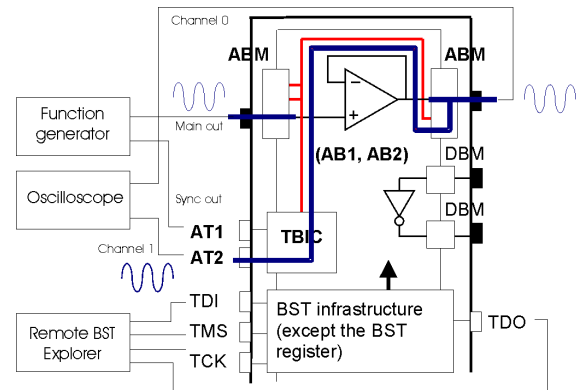 Channel 0
ABM
ABM
Function
generator
Main out
−
+
(AB1, AB2)
DBM
Oscilloscope
Sync out
DBM
AT1
TBIC
Channel 1
AT2
TDI
BST infrastructure
(except the BST
register)
Remote BST
Explorer
TMS
TDO
TCK